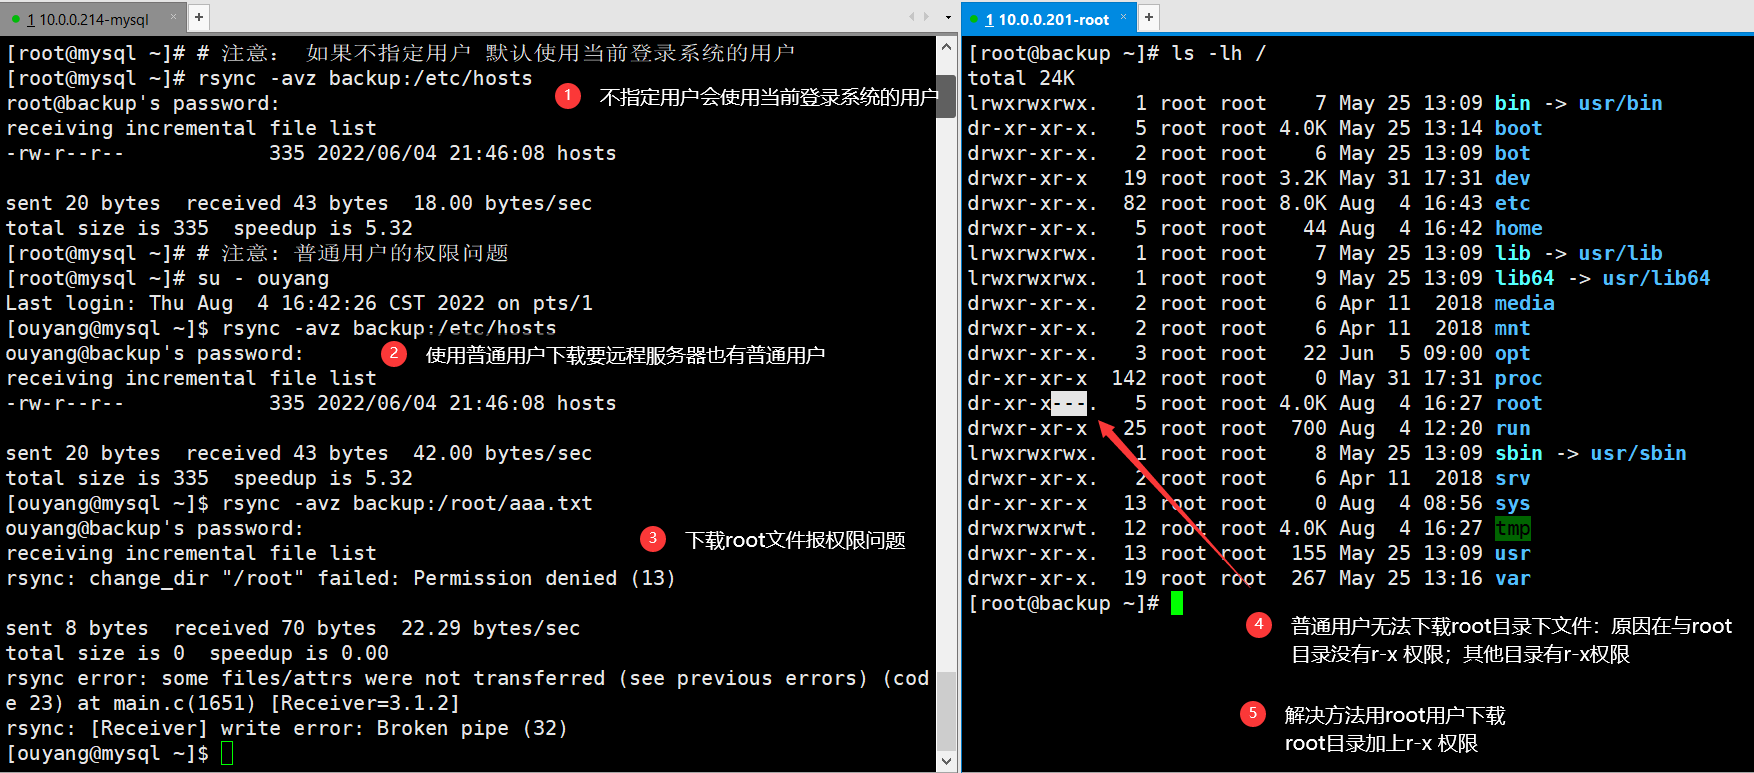 1 10.0.0.214-mysql
[root@mysql ~]# # 注意： 如果不指定用户 默认使用当前登录系统的用户
[root@mysql ~]# rsync -avz backup:/etc/hosts
root@backup's password:
1 不指定用户会使用当前登录系统的用户
receiving incremental file list
-rw-r--r-- 335 2022/06/04 21:46:08 hosts
sent 20 bytes  received 43 bytes  18.00 bytes/sec
total size is 335  speedup is 5.32
[root@mysql ~]# # 注意: 普通用户的权限问题
[root@mysql ~]# su - ouyang
Last login: Thu Aug  4 16:42:26 CST 2022 on pts/1
[ouyang@mysql ~]$ rsync -avz backup:/etc/hosts
ouyang@backup's password:
2 使用普通用户下载要远程服务器也有普通用户
receiving incremental file list
-rw-r--r-- 335 2022/06/04 21:46:08 hosts
sent 20 bytes  received 43 bytes  42.00 bytes/sec
total size is 335  speedup is 5.32
[ouyang@mysql ~]$ rsync -avz backup:/root/aaa.txt
ouyang@backup's password:
3 下载root文件报权限问题
receiving incremental file list
rsync: change_dir "/root" failed: Permission denied (13)
sent 8 bytes  received 70 bytes  22.29 bytes/sec
total size is 0  speedup is 0.00
rsync error: some files/attrs were not transferred (see previous errors) (cod
e 23) at main.c(1651) [Receiver=3.1.2]
rsync: [Receiver] write error: Broken pipe (32)
[ouyang@mysql ~]$
1 10.0.0.201-root
[root@backup ~]# ls -lh /
total 24K
lrwxrwxrwx.   1 root root    7 May 25 13:09 bin -> usr/bin
dr-xr-xr-x.   5 root root 4.0K May 25 13:14 boot
drwxr-xr-x.   2 root root    6 May 25 13:09 bot
drwxr-xr-x   19 root root 3.2K May 31 17:31 dev
drwxr-xr-x.  82 root root 8.0K Aug  4 16:43 etc
drwxr-xr-x.   5 root root   44 Aug  4 16:42 home
lrwxrwxrwx.   1 root root    7 May 25 13:09 lib -> usr/lib
lrwxrwxrwx.   1 root root    9 May 25 13:09 lib64 -> usr/lib64
drwxr-xr-x.   2 root root    6 Apr 11  2018 media
drwxr-xr-x.   2 root root    6 Apr 11  2018 mnt
drwxr-xr-x.   3 root root   22 Jun  5 09:00 opt
dr-xr-xr-x  142 root root    0 May 31 17:31 proc
dr-xr-x---.   5 root root 4.0K Aug  4 16:27 root
drwxr-xr-x   25 root root  700 Aug  4 12:20 run
lrwxrwxrwx.   1 root root    8 May 25 13:09 sbin -> usr/sbin
drwxr-xr-x.   2 root root    6 Apr 11  2018 srv
dr-xr-xr-x   13 root root    0 Aug  4 08:56 sys
drwxrwxrwt.  12 root root 4.0K Aug  4 16:27 tmp
drwxr-xr-x.  13 root root  155 May 25 13:09 usr
drwxr-xr-x.  19 root root  267 May 25 13:16 var
[root@backup ~]#
4 普通用户无法下载root目录下文件：原因在与root
目录没有r-x 权限；其他目录有r-x权限
5 解决方法用root用户下载
root目录加上r-x 权限